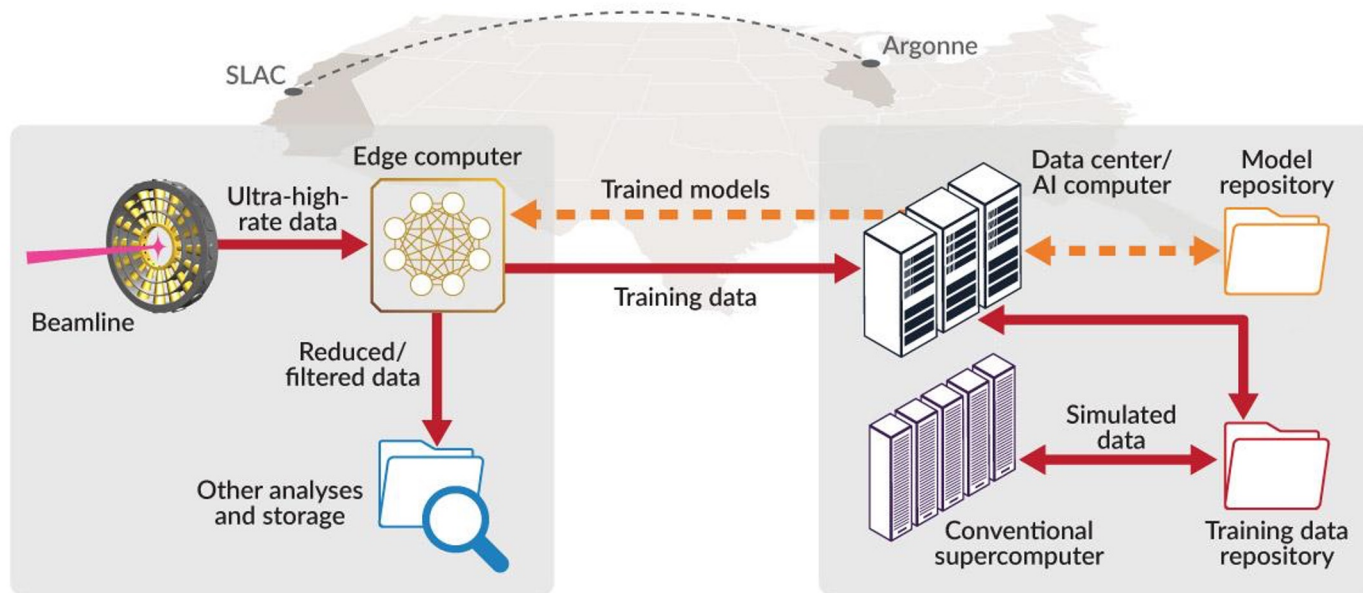 SLAC
Argonne
Edge computer
Ultra-high-
rate data
Beamline
Reduced/
filtered data
Other analyses
and storage
Trained models
Training data
Data center/
AI computer
Model
repository
Simulated
data
Conventional
supercomputer
Training data
repository